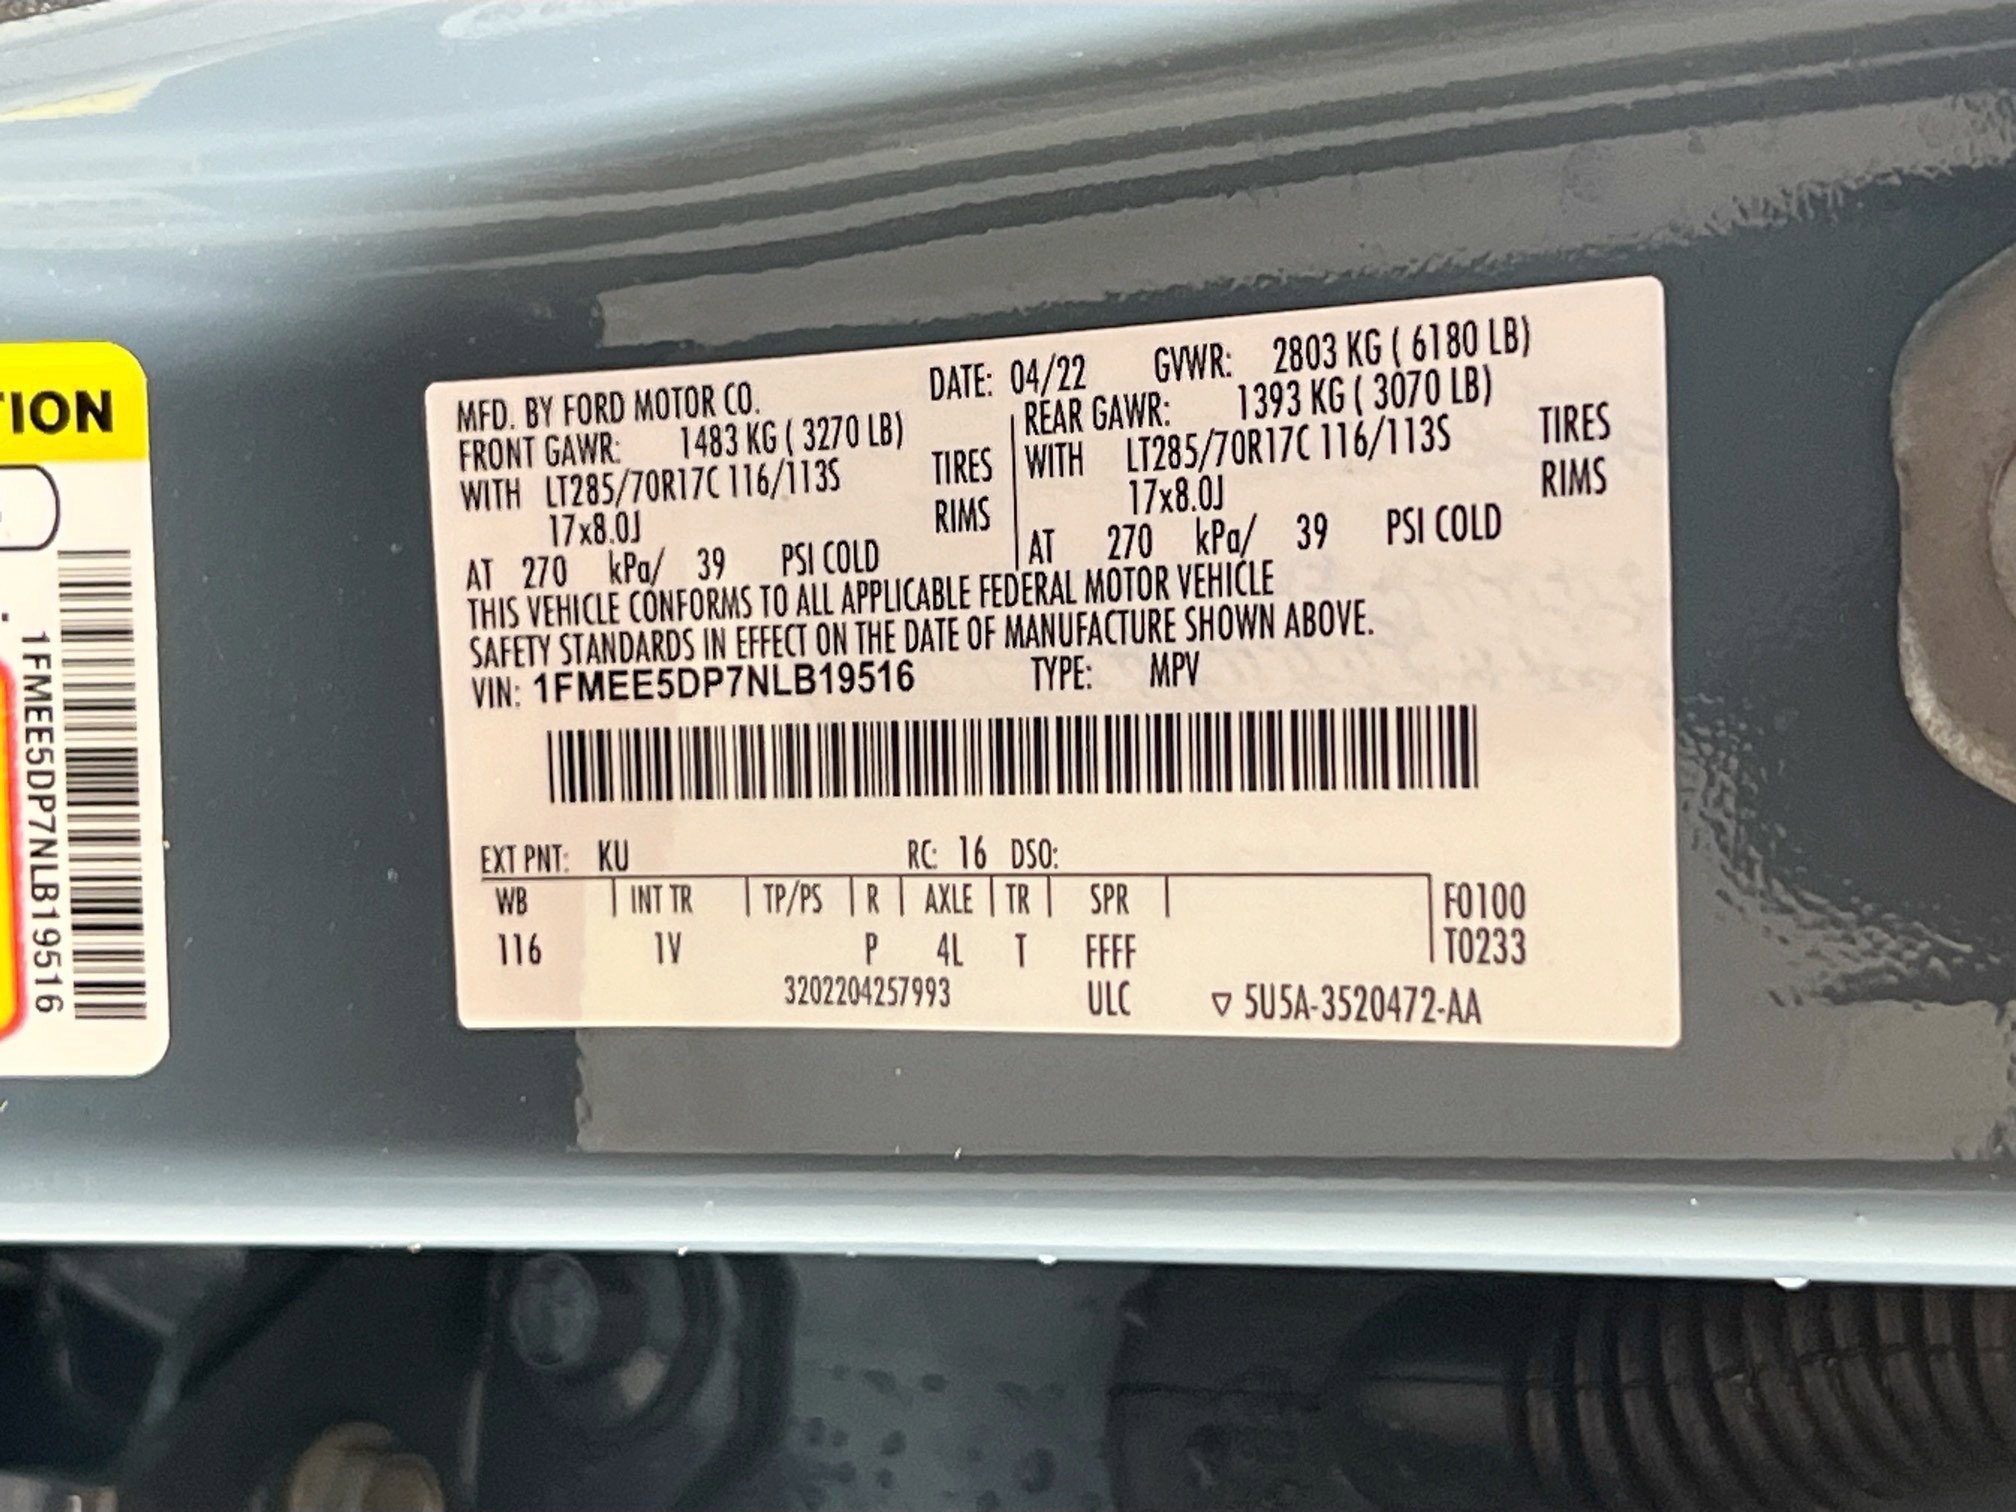 TION
1FMEE5DP7NLB19516
MFD. BY FORD MOTOR CO. DATE: 04/22 GVWR: 2803 KG ( 6180 LB)
FRONT GAWR: 1483 KG ( 3270 LB) REAR GAWR: 1393 KG ( 3070 LB)
WITH LT285/70R17C 116/113S TIRES WITH LT285/70R17C 116/113S TIRES
17x8.0J RIMS 17x8.0J RIMS
AT 270 kPa/ 39 PSI COLD AT 270 kPa/ 39 PSI COLD
THIS VEHICLE CONFORMS TO ALL APPLICABLE FEDERAL MOTOR VEHICLE
SAFETY STANDARDS IN EFFECT ON THE DATE OF MANUFACTURE SHOWN ABOVE.
VIN: 1FMEE5DP7NLB19516 TYPE: MPV
EXT PNT: KU RC: 16 DSO:
WB INT TR TP/PS R AXLE TR SPR F0100
116 1V P 4L T FFFF T0233
3202204257993 ULC ▽ 5U5A-3520472-AA